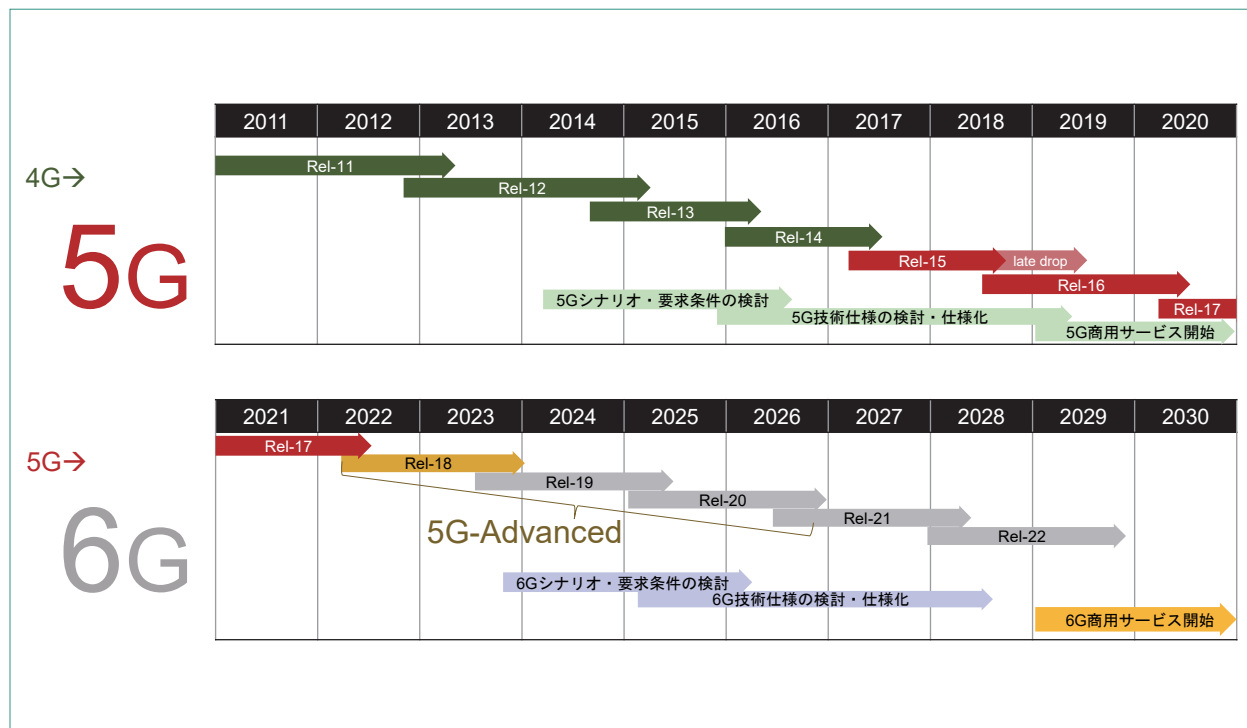 2011 2012 2013 2014 2015 2016 2017 2018 2019 2020
4G→
5G
Rel-11
Rel-12
Rel-13
Rel-14
Rel-15 late drop
Rel-16
5Gシナリオ・要求条件の検討
Rel-17
5G技術仕様の検討・仕様化
5G商用サービス開始
2021 2022 2023 2024 2025 2026 2027 2028 2029 2030
5G→
6G
Rel-17
Rel-18
Rel-19
Rel-20
Rel-21
5G-Advanced
Rel-22
6Gシナリオ・要求条件の検討
6G技術仕様の検討・仕様化
6G商用サービス開始